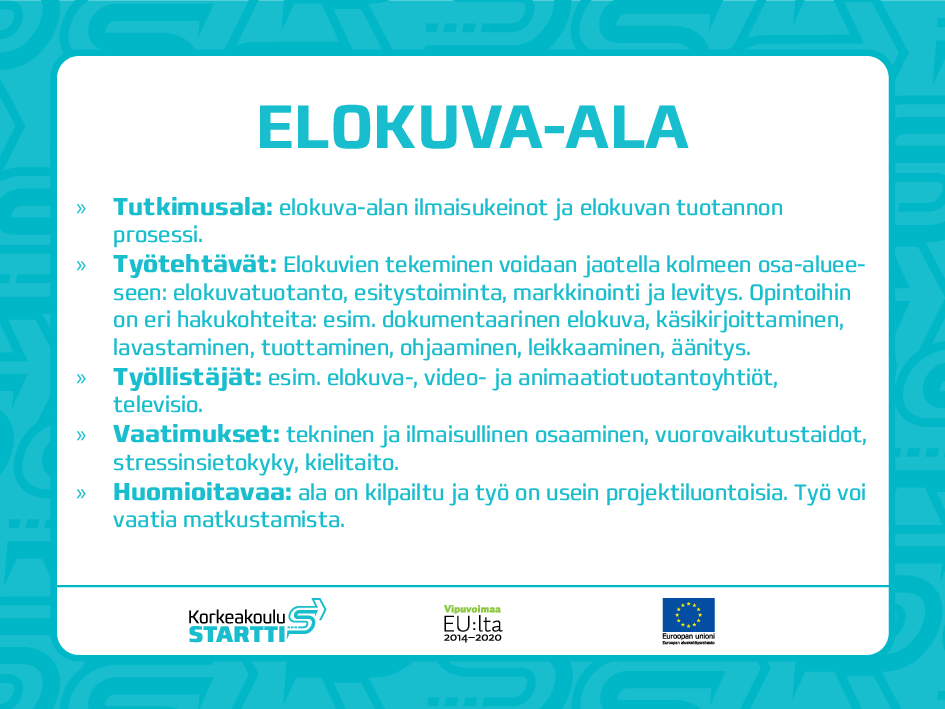 ELOKUVA-ALA
» Tutkimusala: elokuva-alan ilmaisukeinot ja elokuvan tuotannon
prosessi.
» Työtehtävät: Elokuvien tekeminen voidaan jaotella kolmeen osa-aluee-
seen: elokuvatuotanto, esitystoiminta, markkinointi ja levitys. Opintoihin
on eri hakukohteita: esim. dokumentaarinen elokuva, käsikirjoittaminen,
lavastaminen, tuottaminen, ohjaaminen, leikkaaminen, äänitys.
» Työllistäjät: esim. elokuva-, video- ja animaatiotuotantoyhtiöt,
televisio.
» Vaatimukset: tekninen ja ilmaisullinen osaaminen, vuorovaikutustaidot,
stressinsietokyky, kielitaito.
» Huomioitavaa: ala on kilpailtu ja työ on usein projektiluontoisia. Työ voi
vaatia matkustamista.
Korkeakoulu
STARTTI
Vipuvoimaa
EU:lta
2014–2020
Euroopan unioni
Euroopan aluekehitysrahasto